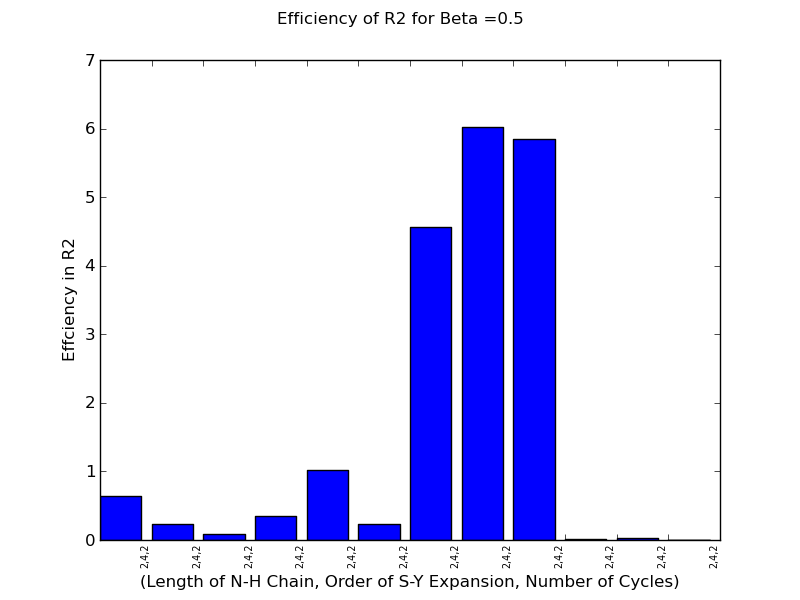 Efficiency of R2 for Beta =0.5
7
6
5
4
3
2
1
0
Effciency in R2
2,4,2 2,4,2 2,4,2 2,4,2 2,4,2 2,4,2 2,4,2 2,4,2 2,4,2 2,4,2 2,4,2 2,4,2
(Length of N-H Chain, Order of S-Y Expansion, Number of Cycles)